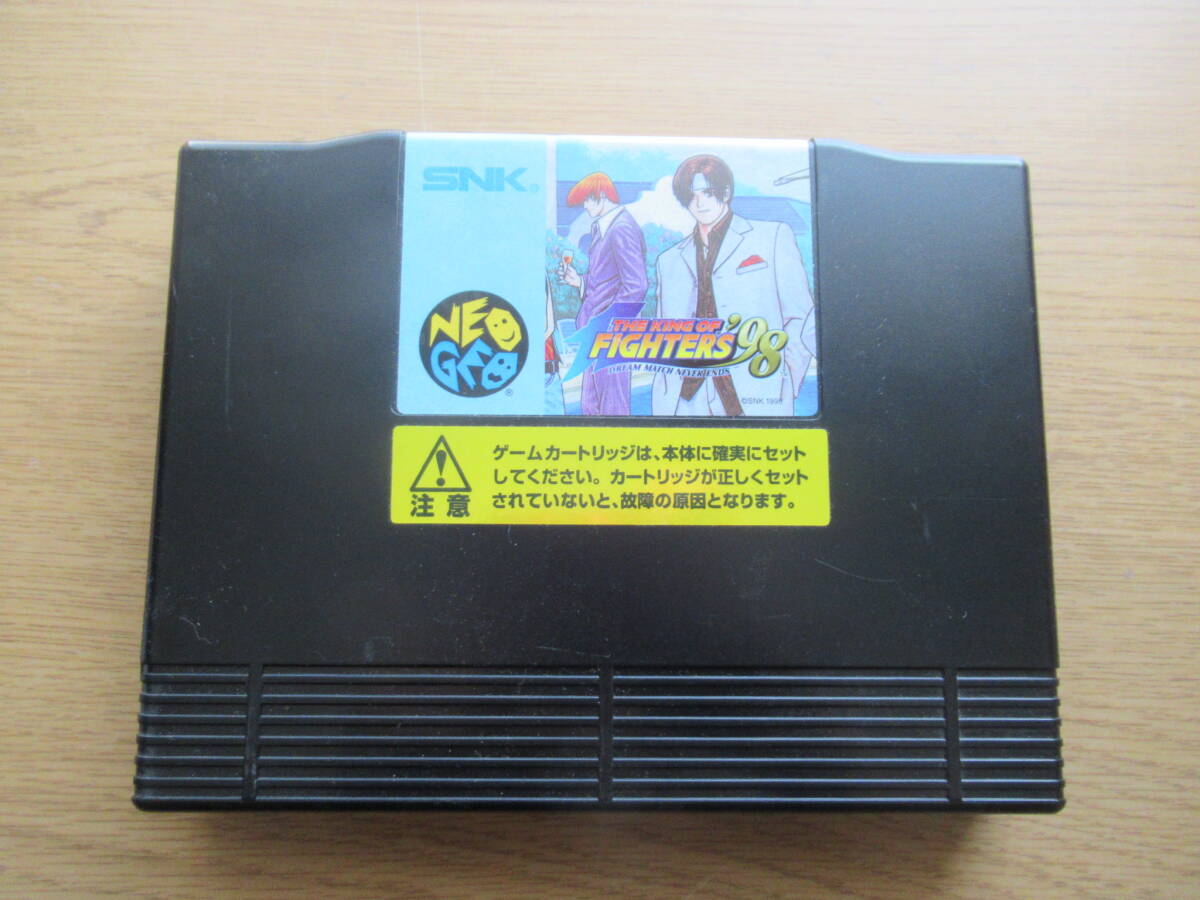 SNK®
NEO
GEO
®
THE KING OF
FIGHTERS '98
DREAM MATCH NEVER ENDS
©SNK 1998
ゲームカートリッジは、本体に確実にセット
してください。カートリッジが正しくセット
されていないと、故障の原因となります。
注意